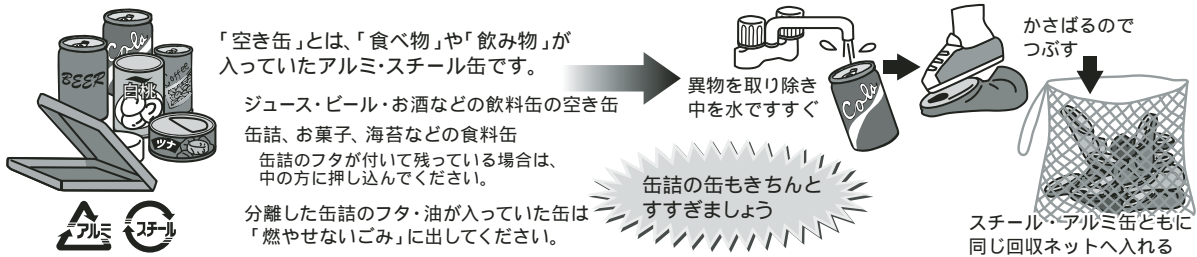 「空き缶」とは、「食べ物」や「飲み物」が
入っていたアルミ・スチール缶です。
ジュース・ビール・お酒などの飲料缶の空き缶
缶詰、お菓子、海苔などの食料缶
缶詰のフタが付いて残っている場合は、
中の方に押し込んでください。
分離した缶詰のフタ・油が入っていた缶は
「燃やせないごみ」に出してください。
Cola
BEER
Coffee
白桃
ツナ
アルミ
スチール
異物を取り除き
中を水ですすぐ
Cola
缶詰の缶もきちんと
すすぎましょう
かさばるので
つぶす
スチール・アルミ缶ともに
同じ回収ネットへ入れる